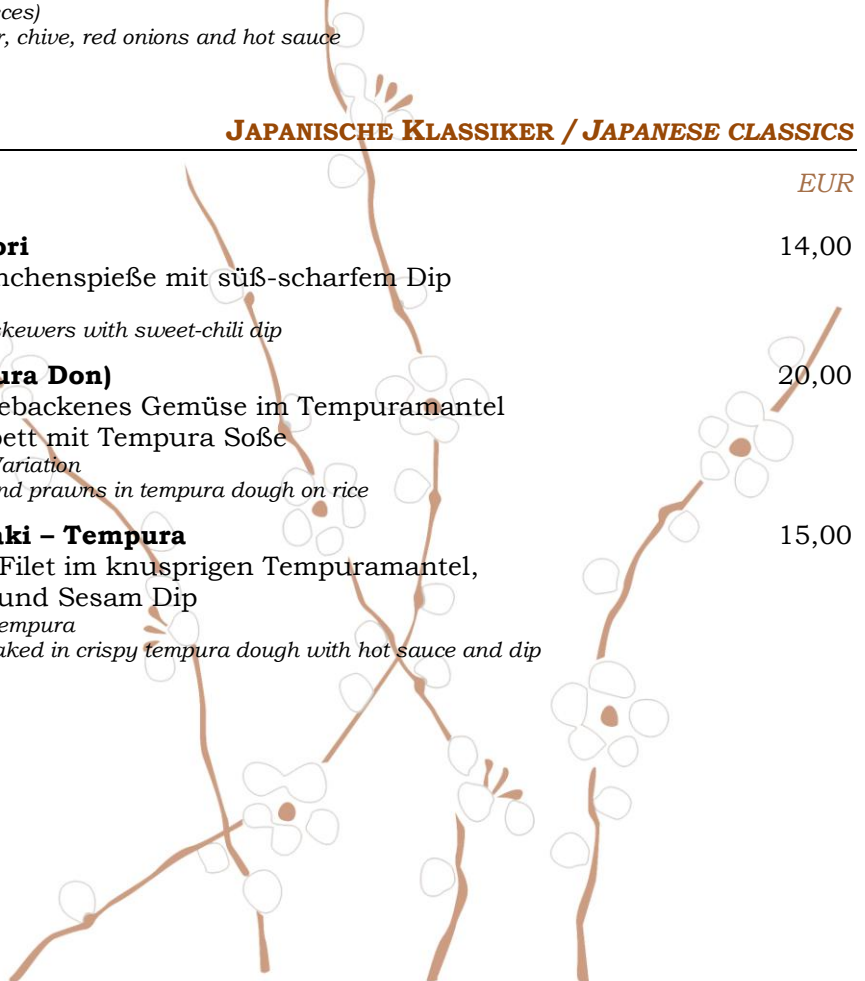 ces)
r, chive, red onions and hot sauce
JAPANISCHE KLASSIKER / JAPANESE CLASSICS
EUR
ori 14,00
nchenspieße mit süß-scharfem Dip
skewers with sweet-chili dip
ura Don) 20,00
ebackenes Gemüse im Tempuramantel
bett mit Tempura Soße
Variation
nd prawns in tempura dough on rice
aki – Tempura 15,00
Filet im knusprigen Tempuramantel,
und Sesam Dip
empura
aked in crispy tempura dough with hot sauce and dip